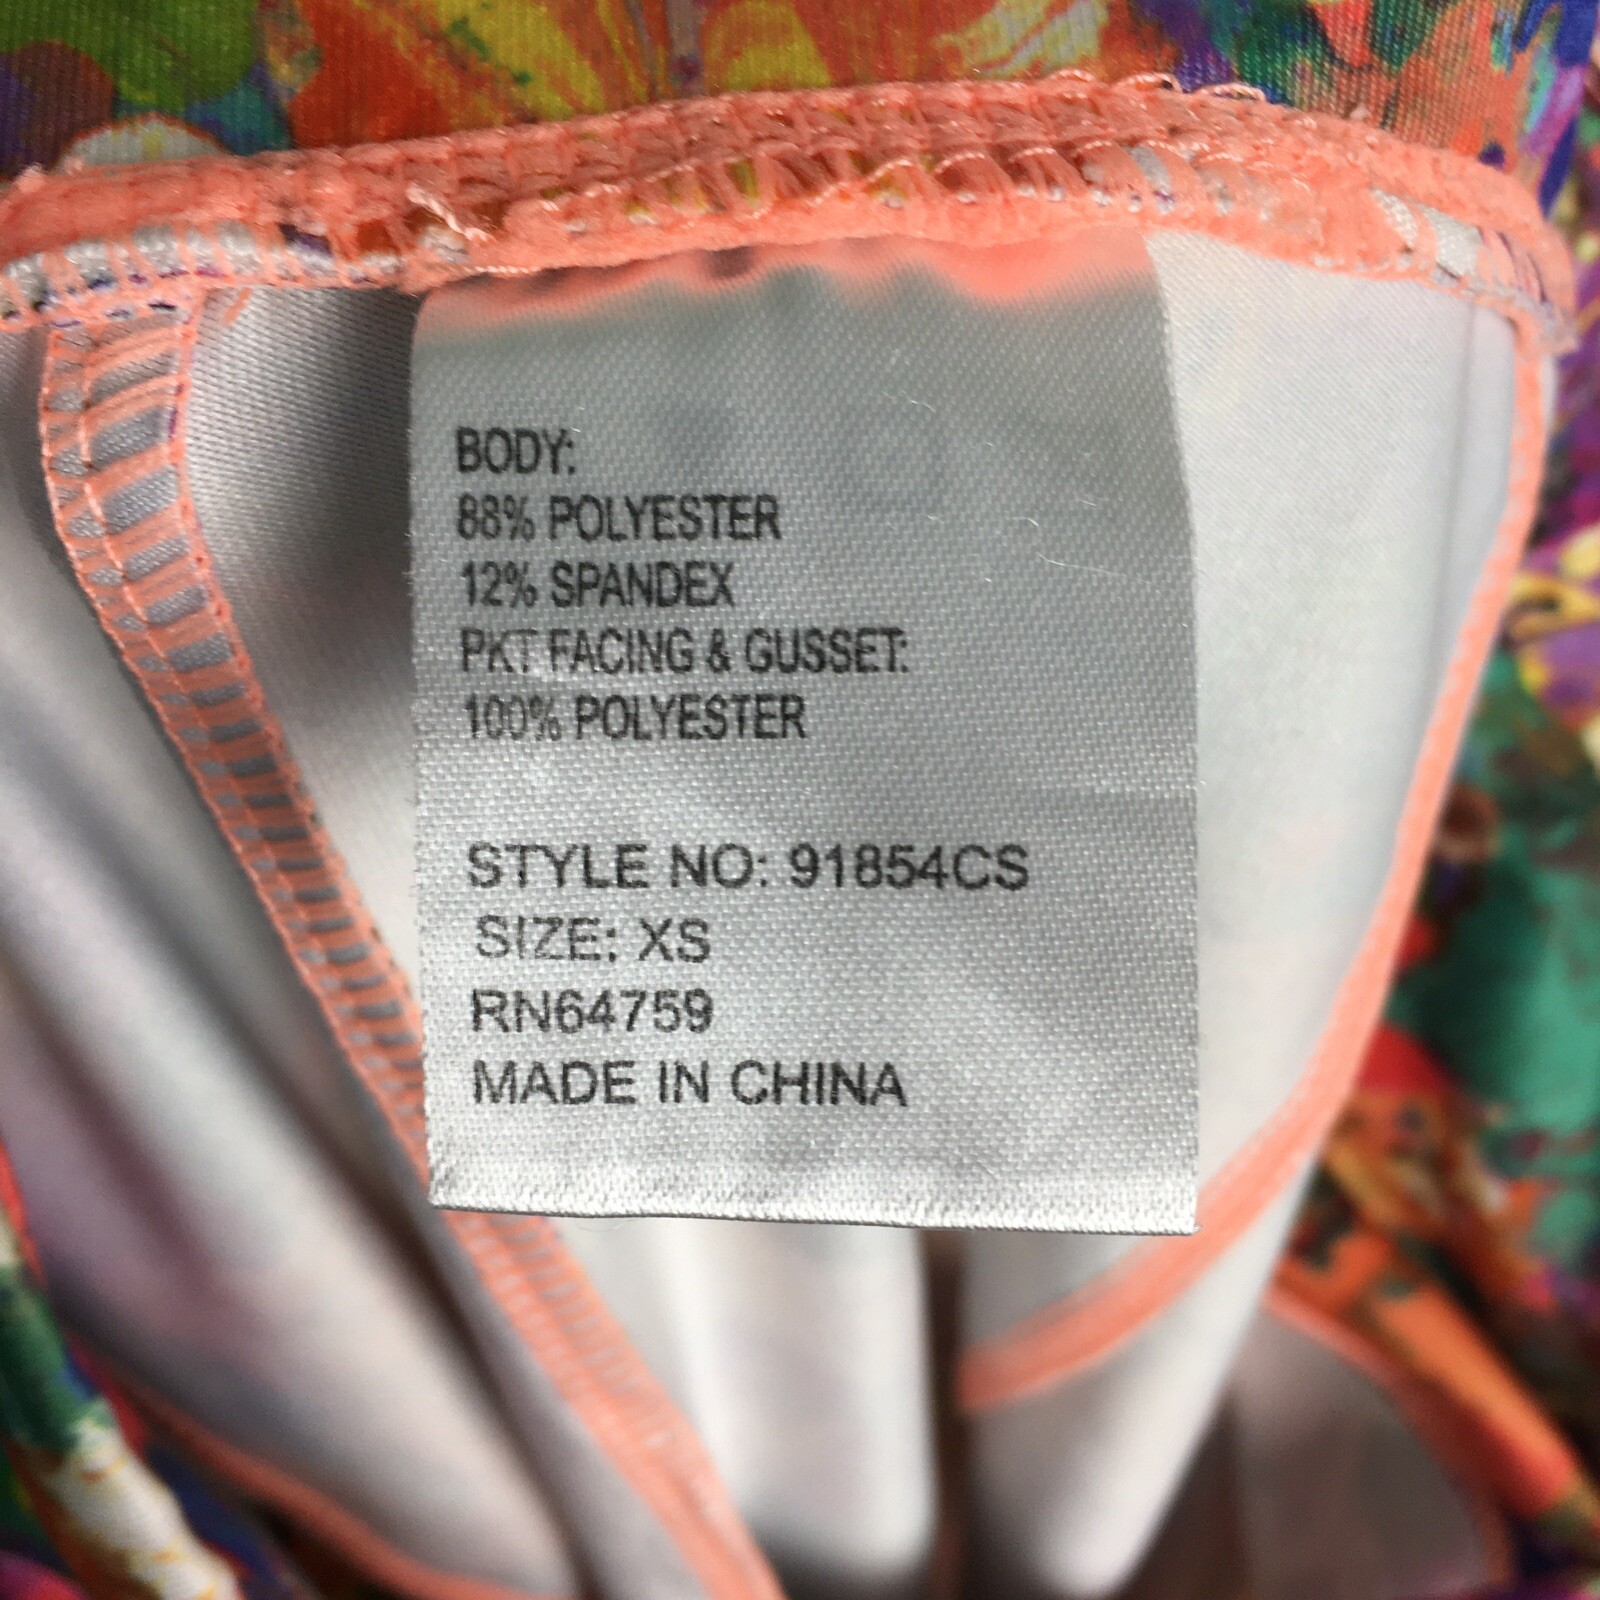 BODY:
88% POLYESTER
12% SPANDEX
PKT FACING & GUSSET:
100% POLYESTER
STYLE NO: 91854CS
SIZE: XS
RN64759
MADE IN CHINA